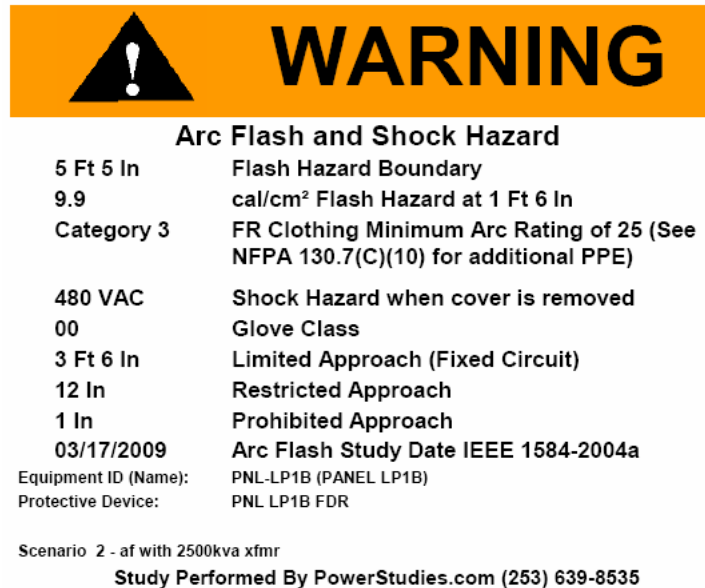 WARNING
Arc Flash and Shock Hazard
5 Ft 5 In Flash Hazard Boundary
9.9 cal/cm² Flash Hazard at 1 Ft 6 In
Category 3 FR Clothing Minimum Arc Rating of 25 (See
NFPA 130.7(C)(10) for additional PPE)
480 VAC Shock Hazard when cover is removed
00 Glove Class
3 Ft 6 In Limited Approach (Fixed Circuit)
12 In Restricted Approach
1 In Prohibited Approach
03/17/2009 Arc Flash Study Date IEEE 1584-2004a
Equipment ID (Name): PNL-LP1B (PANEL LP1B)
Protective Device: PNL LP1B FDR
Scenario 2 - af with 2500kva xfmr
Study Performed By PowerStudies.com (253) 639-8535